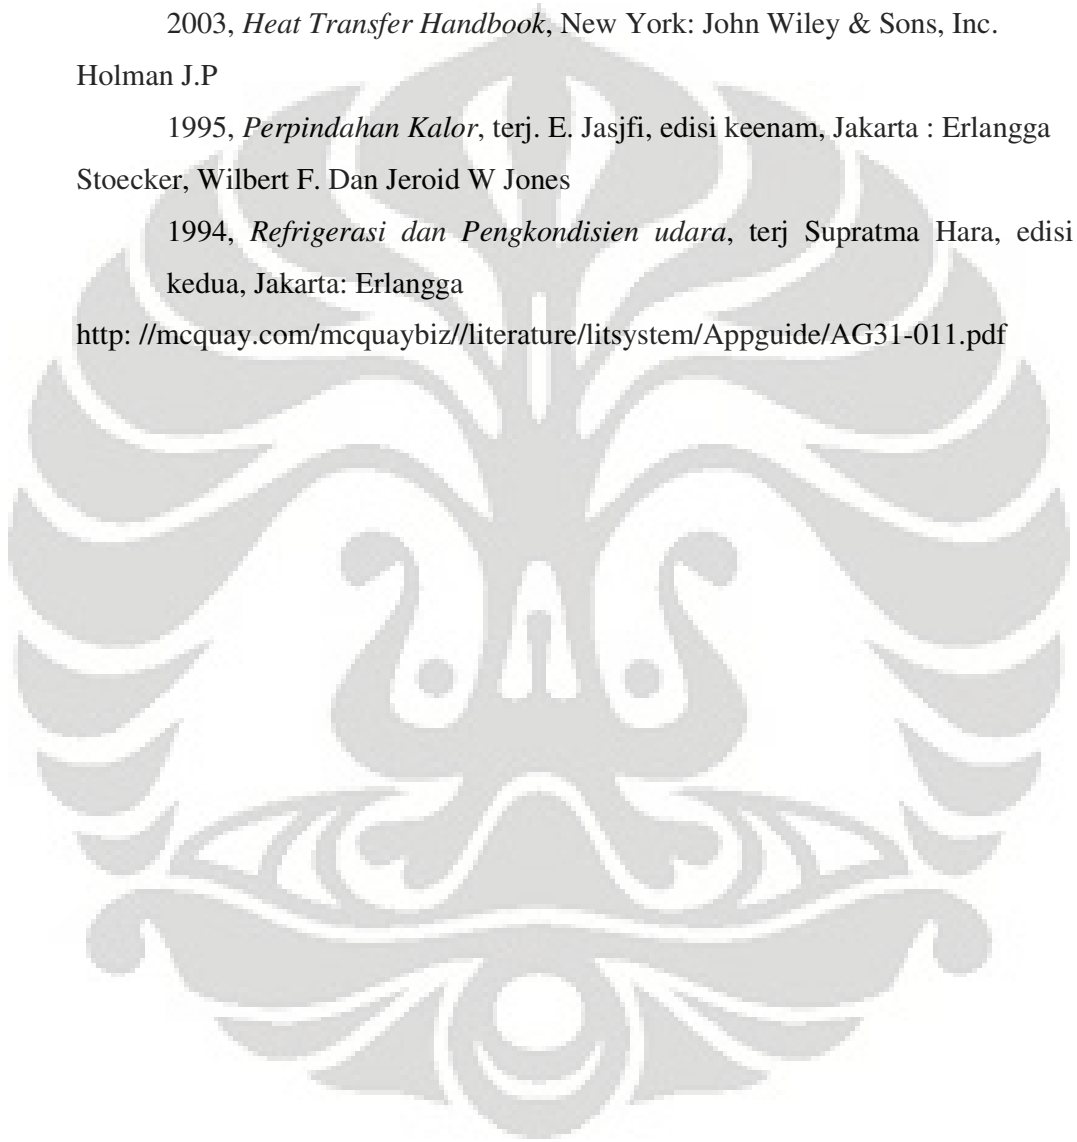 2003, Heat Transfer Handbook, New York: John Wiley & Sons, Inc.
Holman J.P
1995, Perpindahan Kalor, terj. E. Jasjfi, edisi keenam, Jakarta : Erlangga
Stoecker, Wilbert F. Dan Jeroid W Jones
1994, Refrigerasi dan Pengkondisien udara, terj Supratma Hara, edisi
kedua, Jakarta: Erlangga
http: //mcquay.com/mcquaybiz//literature/litsystem/Appguide/AG31-011.pdf